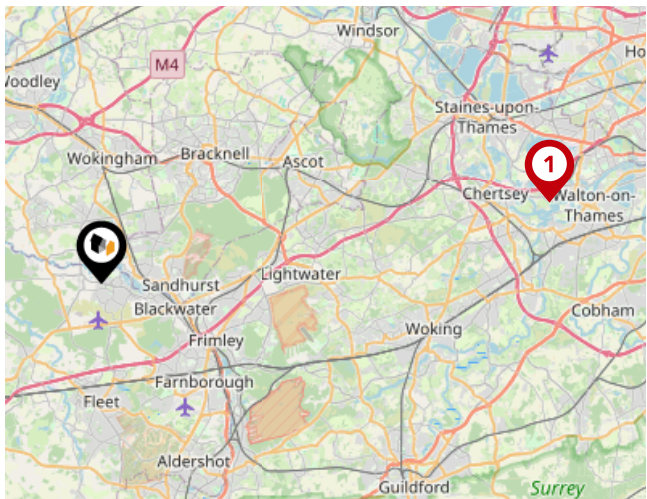 Windsor
M4
Woodley
Ho
Staines-upon-
Thames
Wokingham
Bracknell
Ascot
1
Chertsey
Walton-on-
Thames
Sandhurst
Lightwater
Blackwater
Cobham
Woking
Frimley
Farnborough
Fleet
Aldershot
Guildford
Surrey